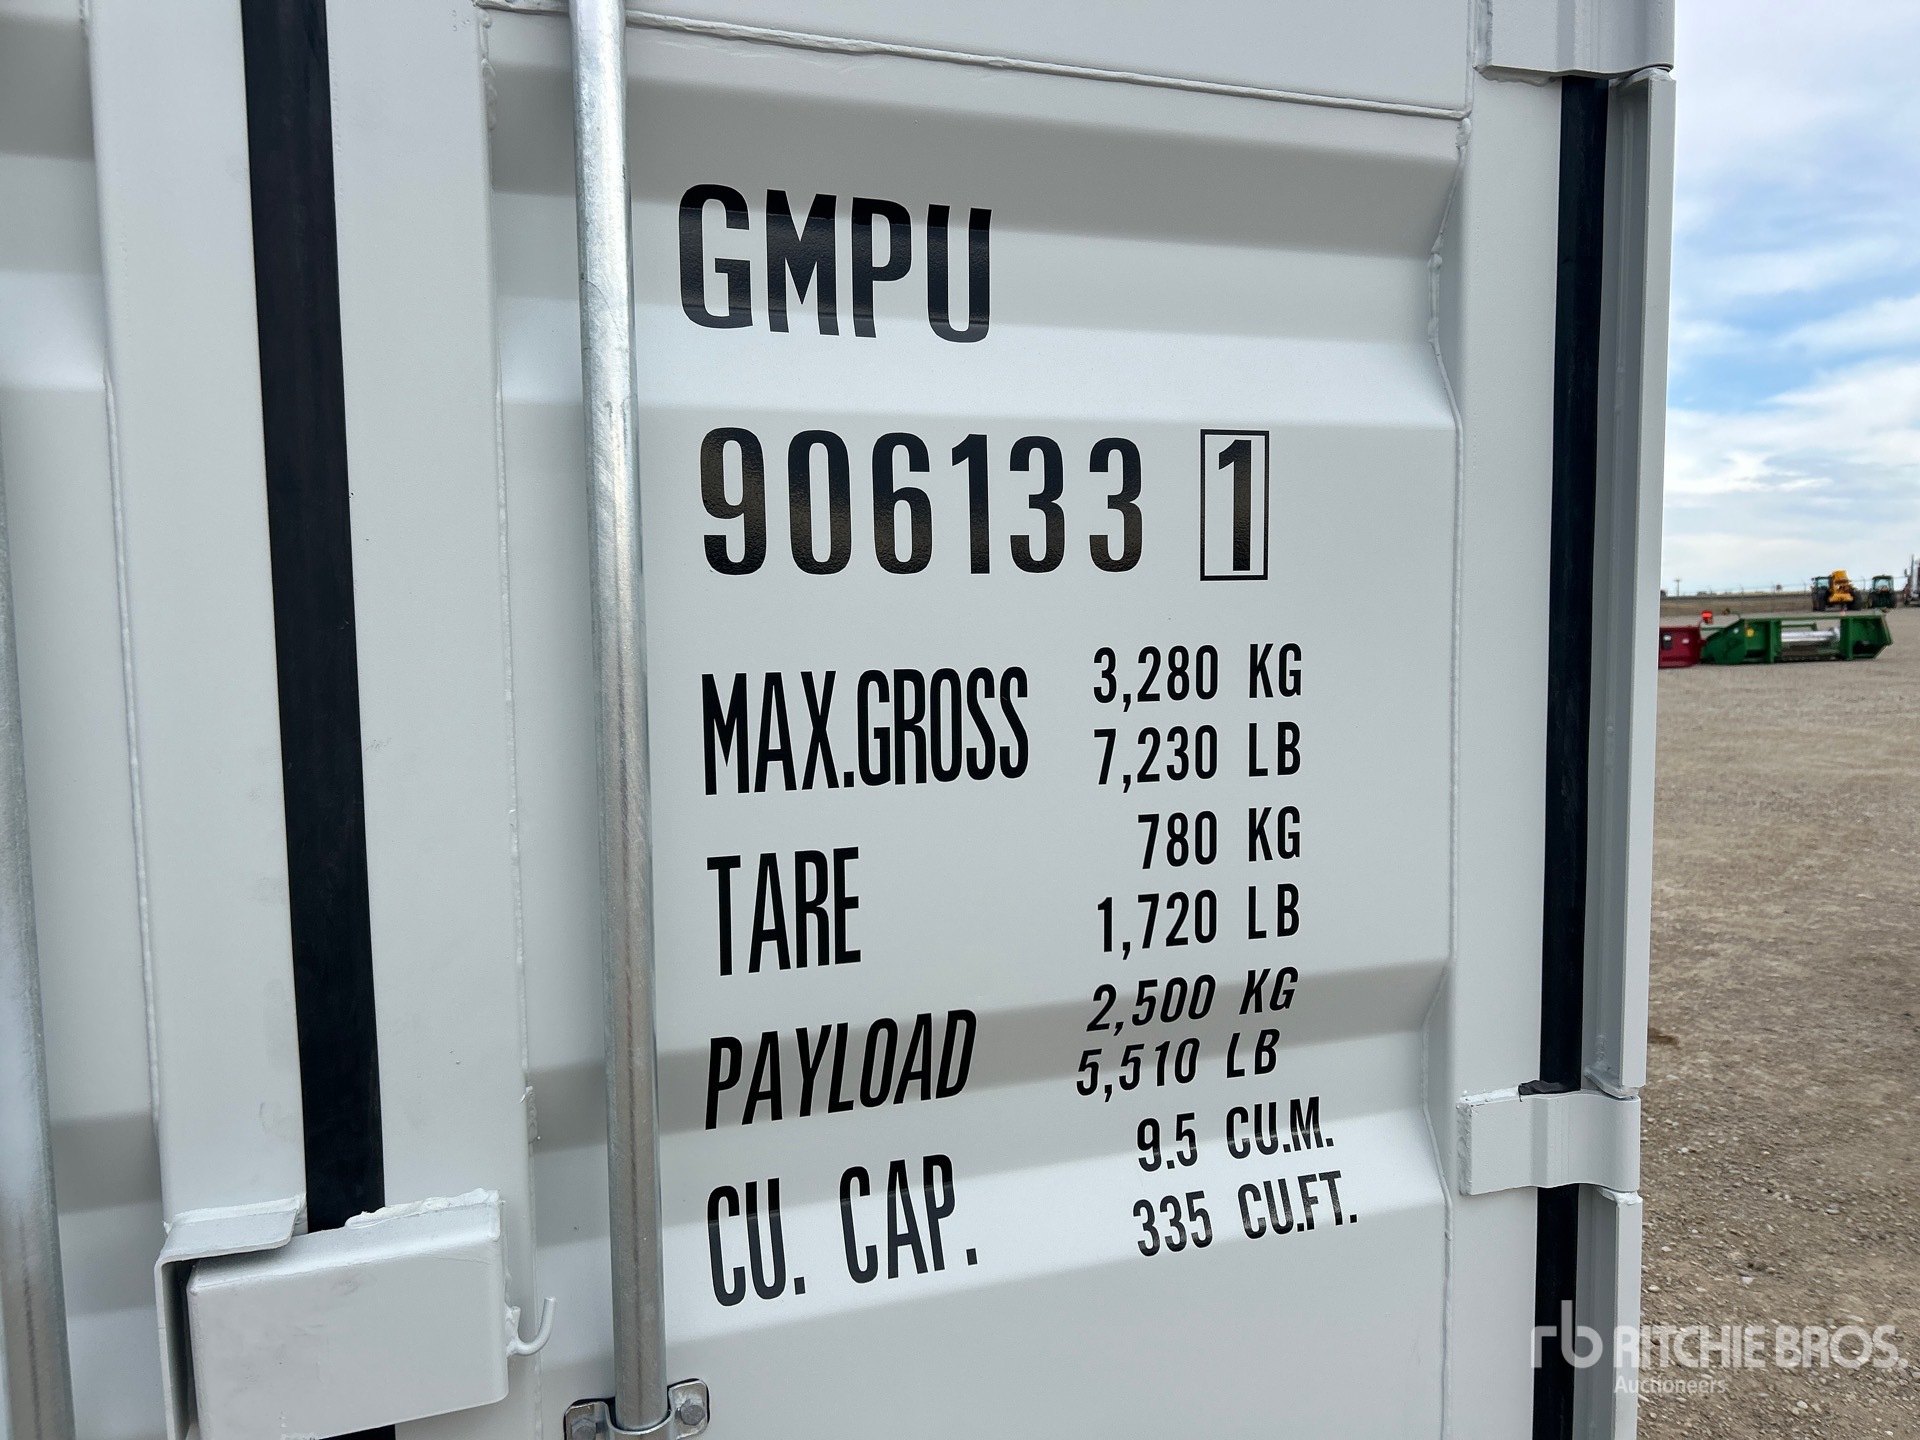 GMPU
906133 1
MAX.GROSS 3,280 KG
7,230 LB
TARE 780 KG
1,720 LB
PAYLOAD 2,500 KG
5,510 LB
CU. CAP. 9.5 CU.M.
335 CU.FT.
rb RITCHIE BROS.
Auctioneers